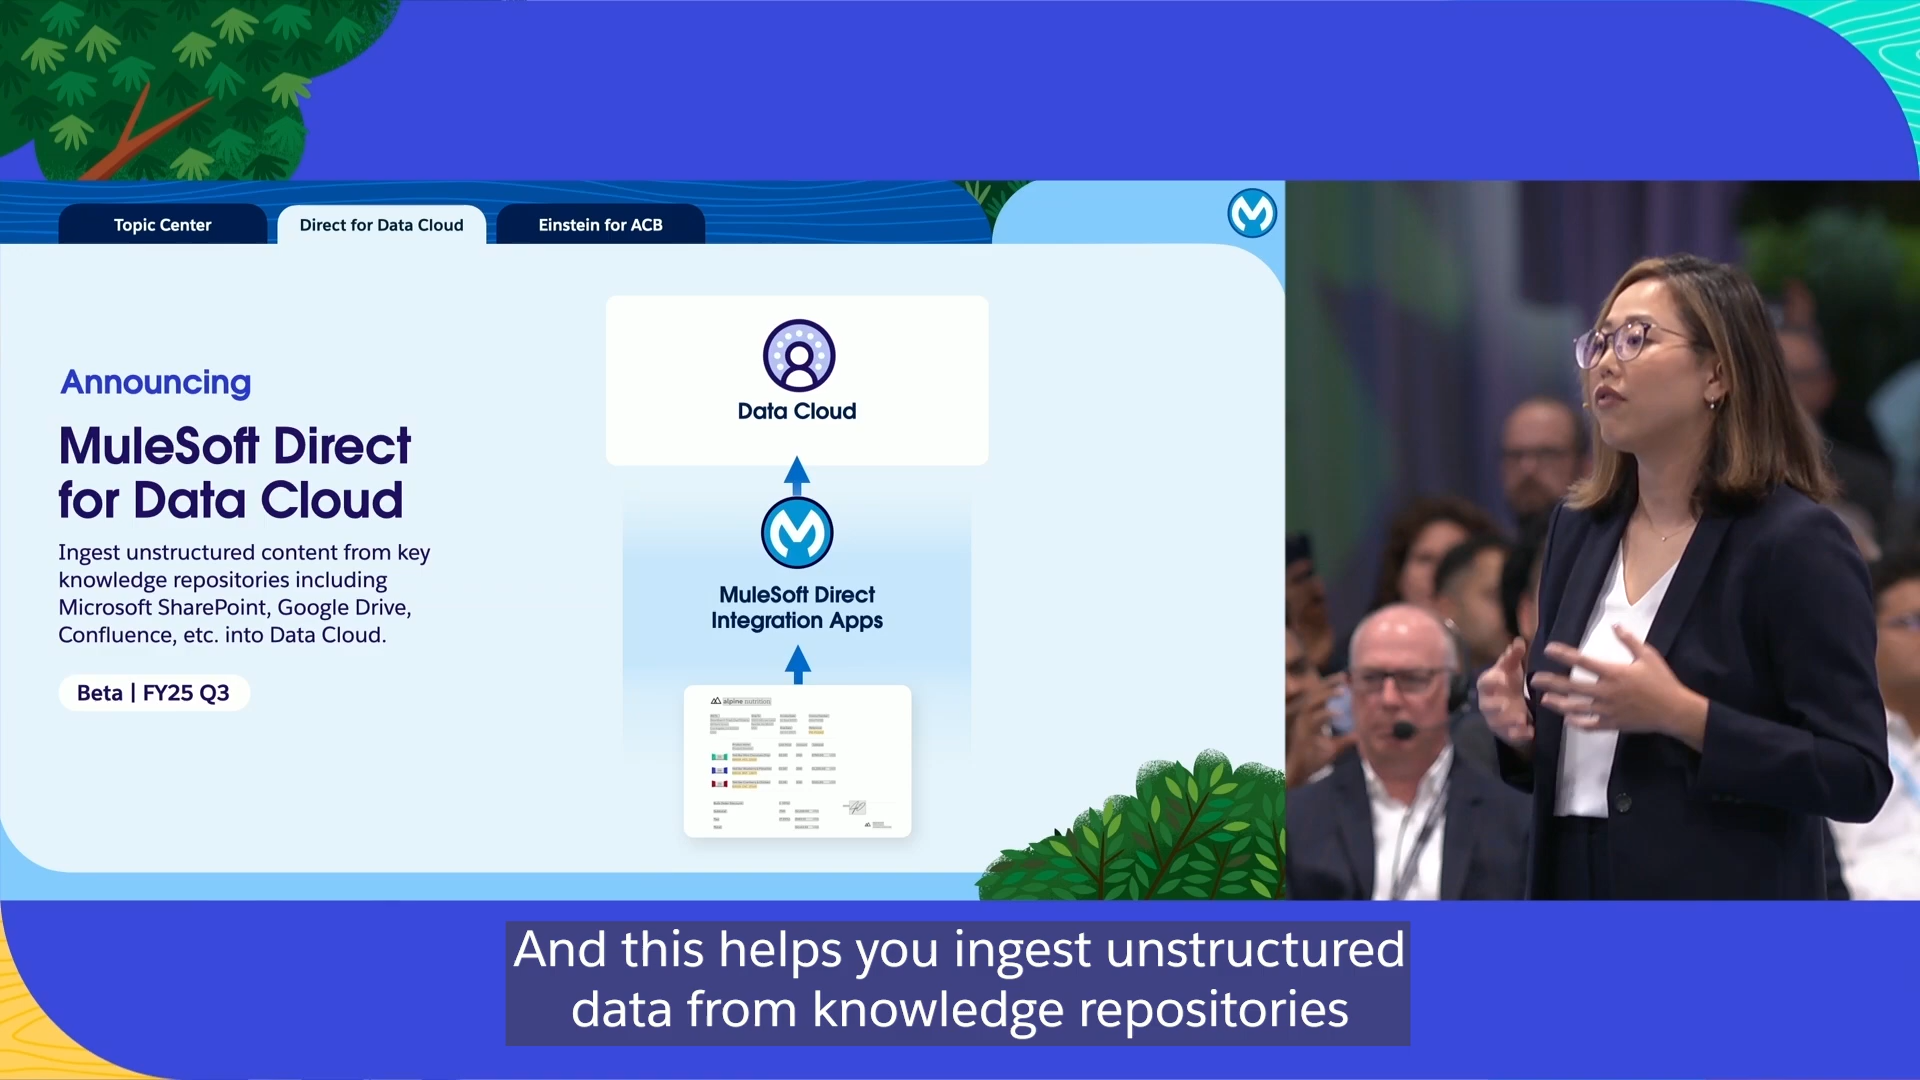 Topic Center
Direct for Data Cloud
Einstein for ACB
Announcing
MuleSoft Direct
for Data Cloud
Ingest unstructured content from key
knowledge repositories including
Microsoft SharePoint, Google Drive,
Confluence, etc. into Data Cloud.
Beta | FY25 Q3
Data Cloud
MuleSoft Direct
Integration Apps
alpine nutrition
And this helps you ingest unstructured
data from knowledge repositories